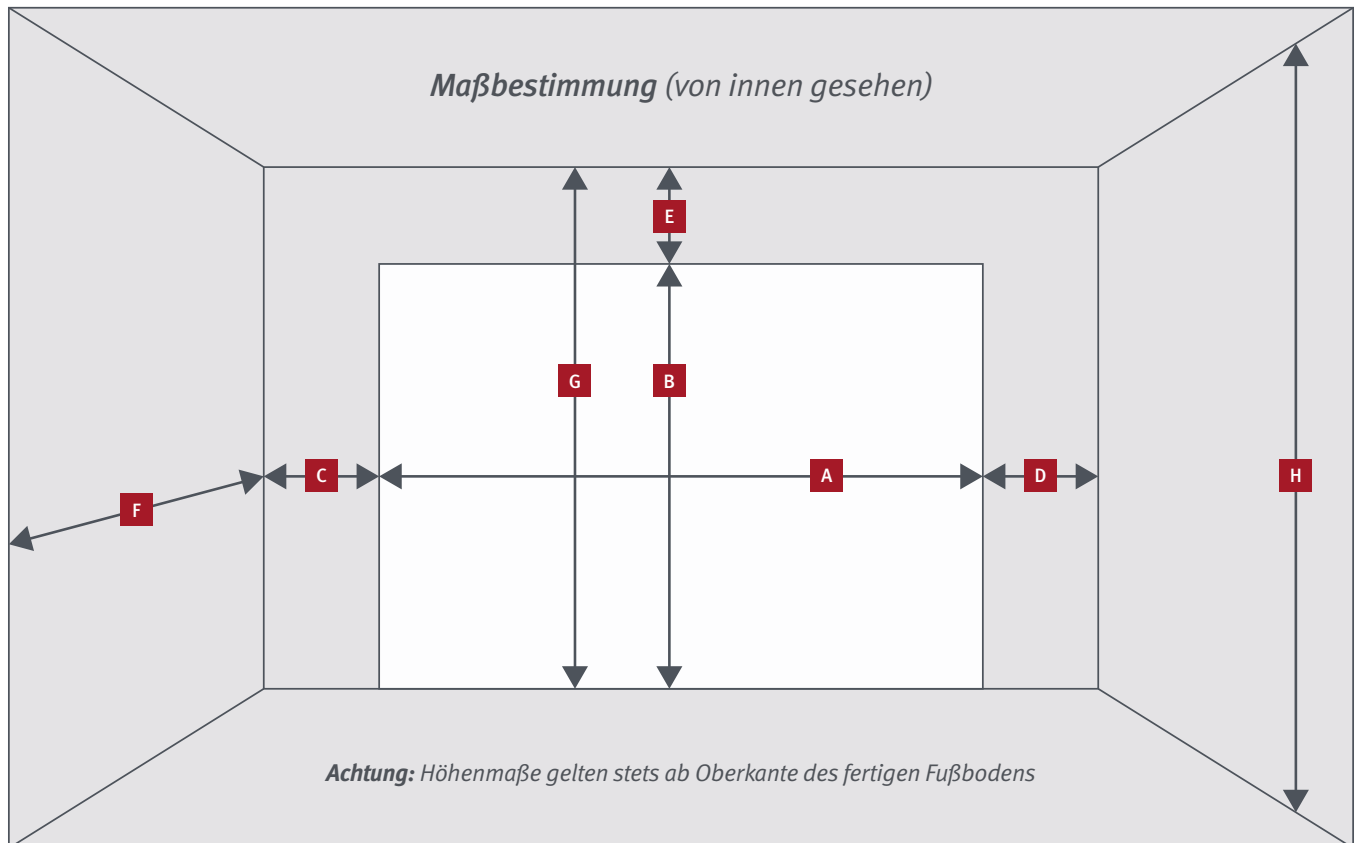 Maßbestimmung (von innen gesehen)
E
G
B
C
A
D
H
F
Achtung: Höhenmaße gelten stets ab Oberkante des fertigen Fußbodens